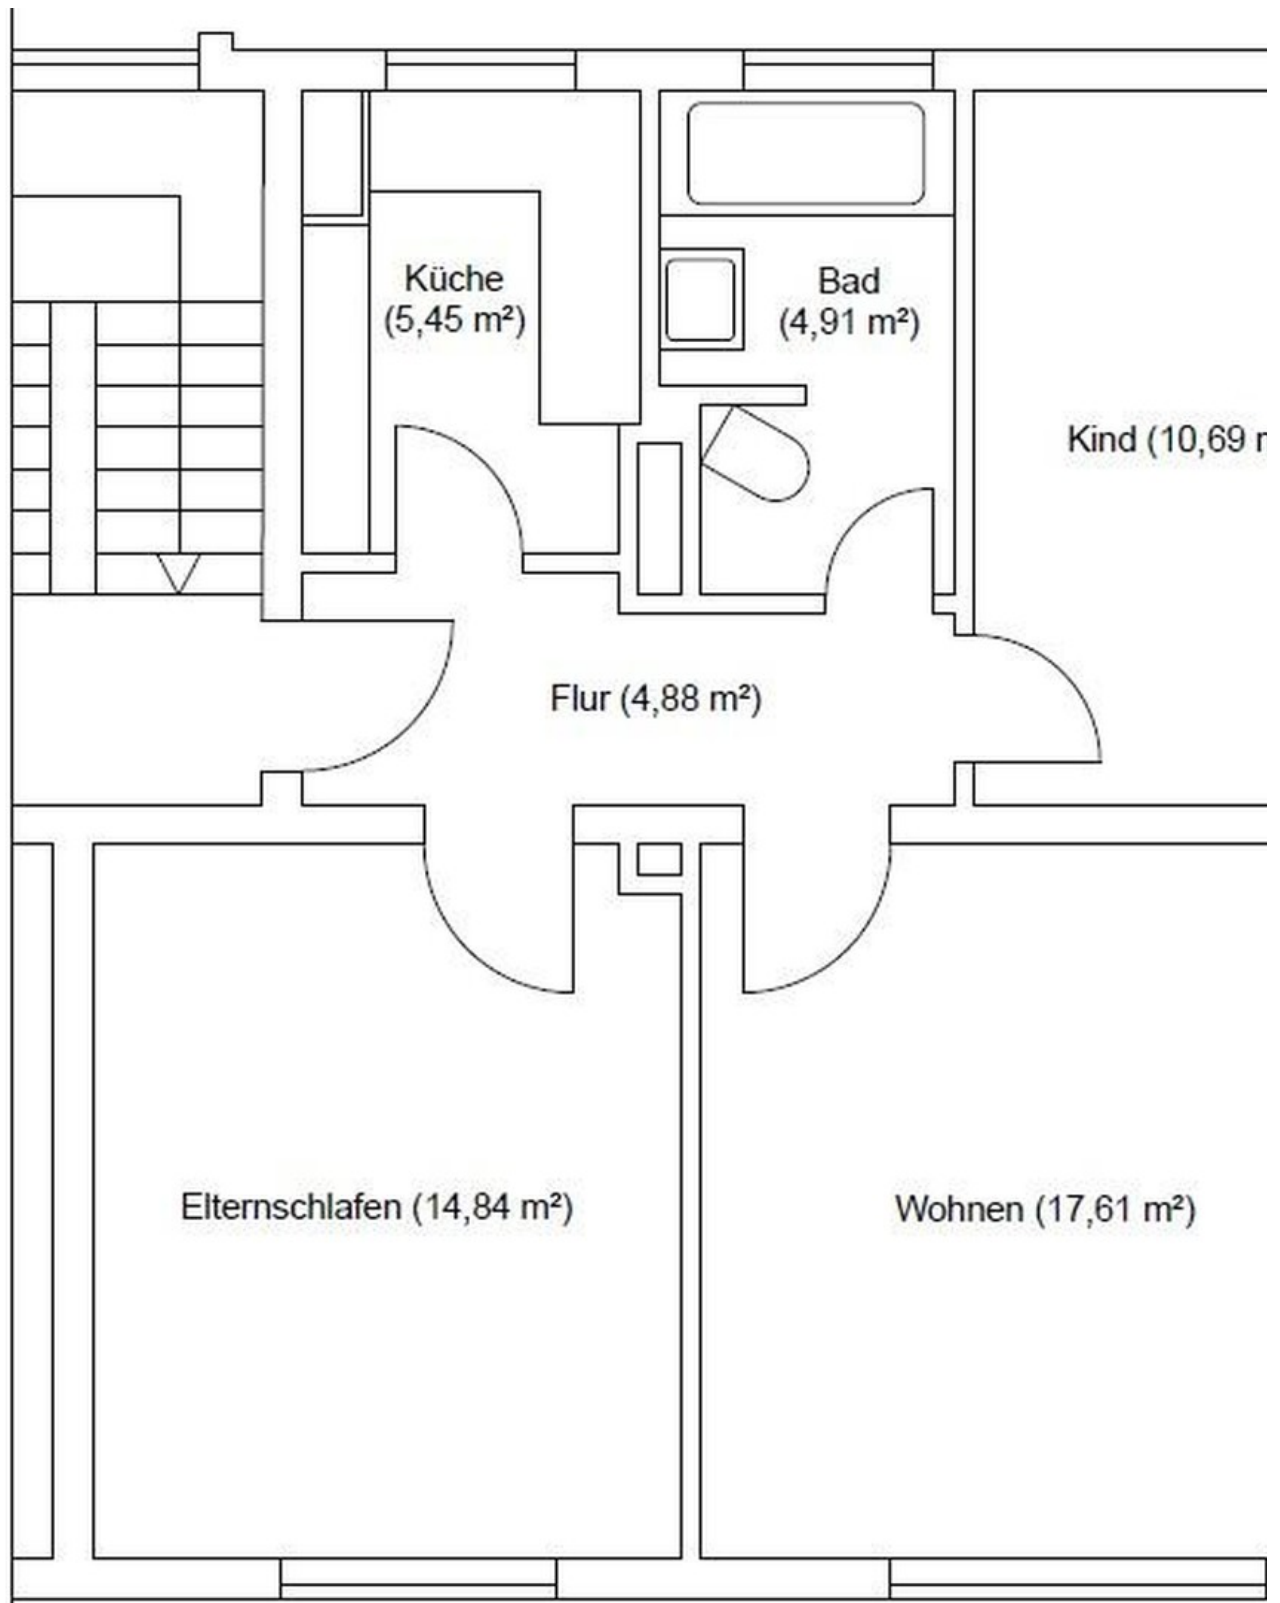 Küche
(5,45 m²)
Bad
(4,91 m²)
Kind (10,69
Flur (4,88 m²)
Elternschlafen (14,84 m²)
Wohnen (17,61 m²)